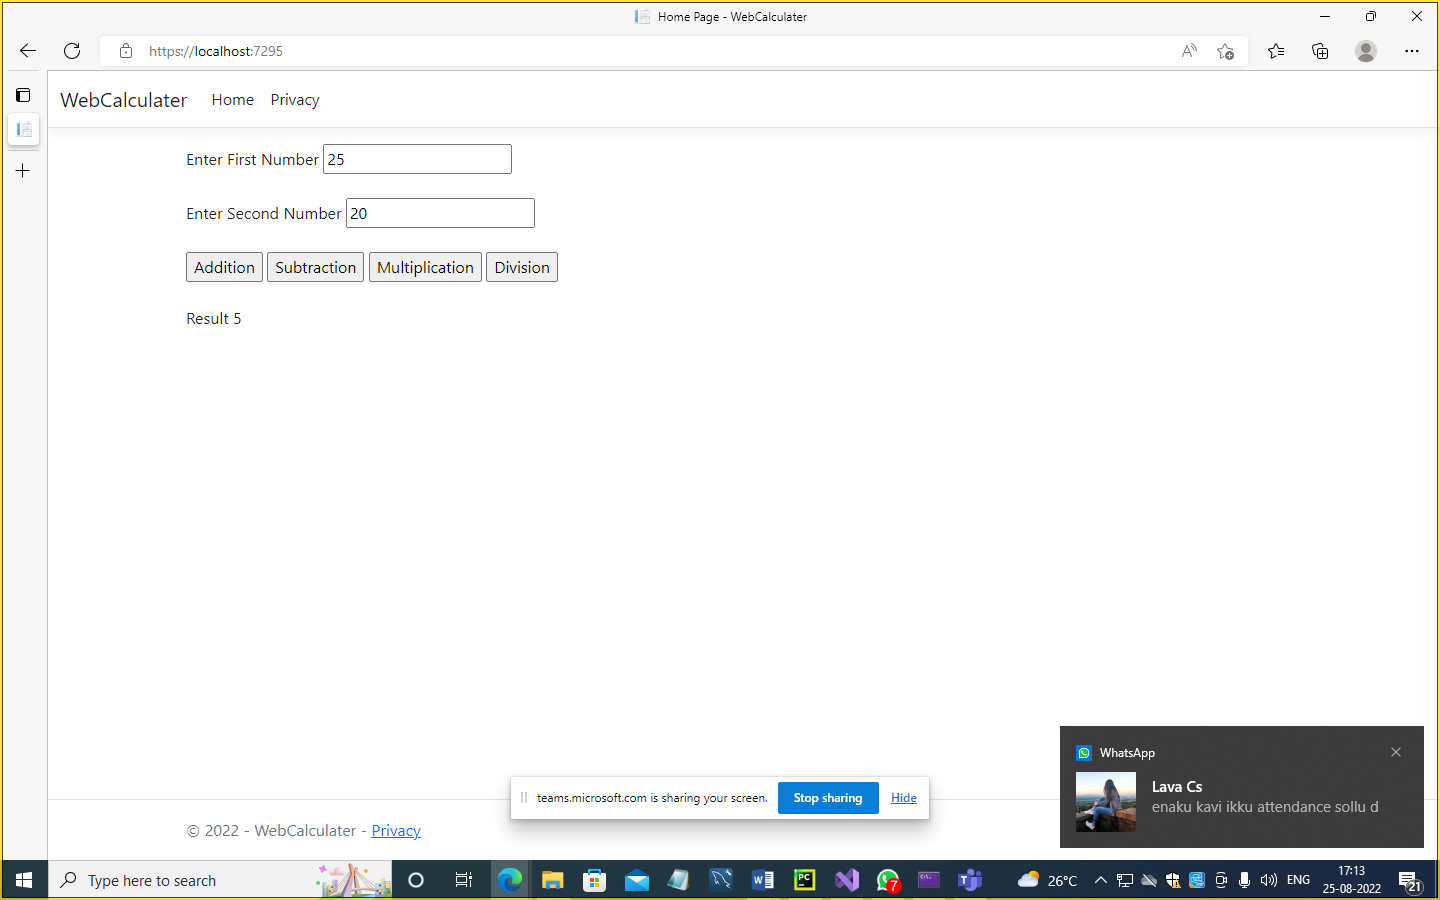 Home Page - WebCalculater
https://localhost:7295
WebCalculater Home Privacy
Enter First Number 25
Enter Second Number 20
Addition Subtraction Multiplication Division
Result 5
WhatsApp
Lava Cs
enaku kavi ikku attendance sollu d
teams.microsoft.com is sharing your screen. Stop sharing Hide
© 2022 - WebCalculater - Privacy
Type here to search
PC
7
26°C
ENG
17:13
25-08-2022
21